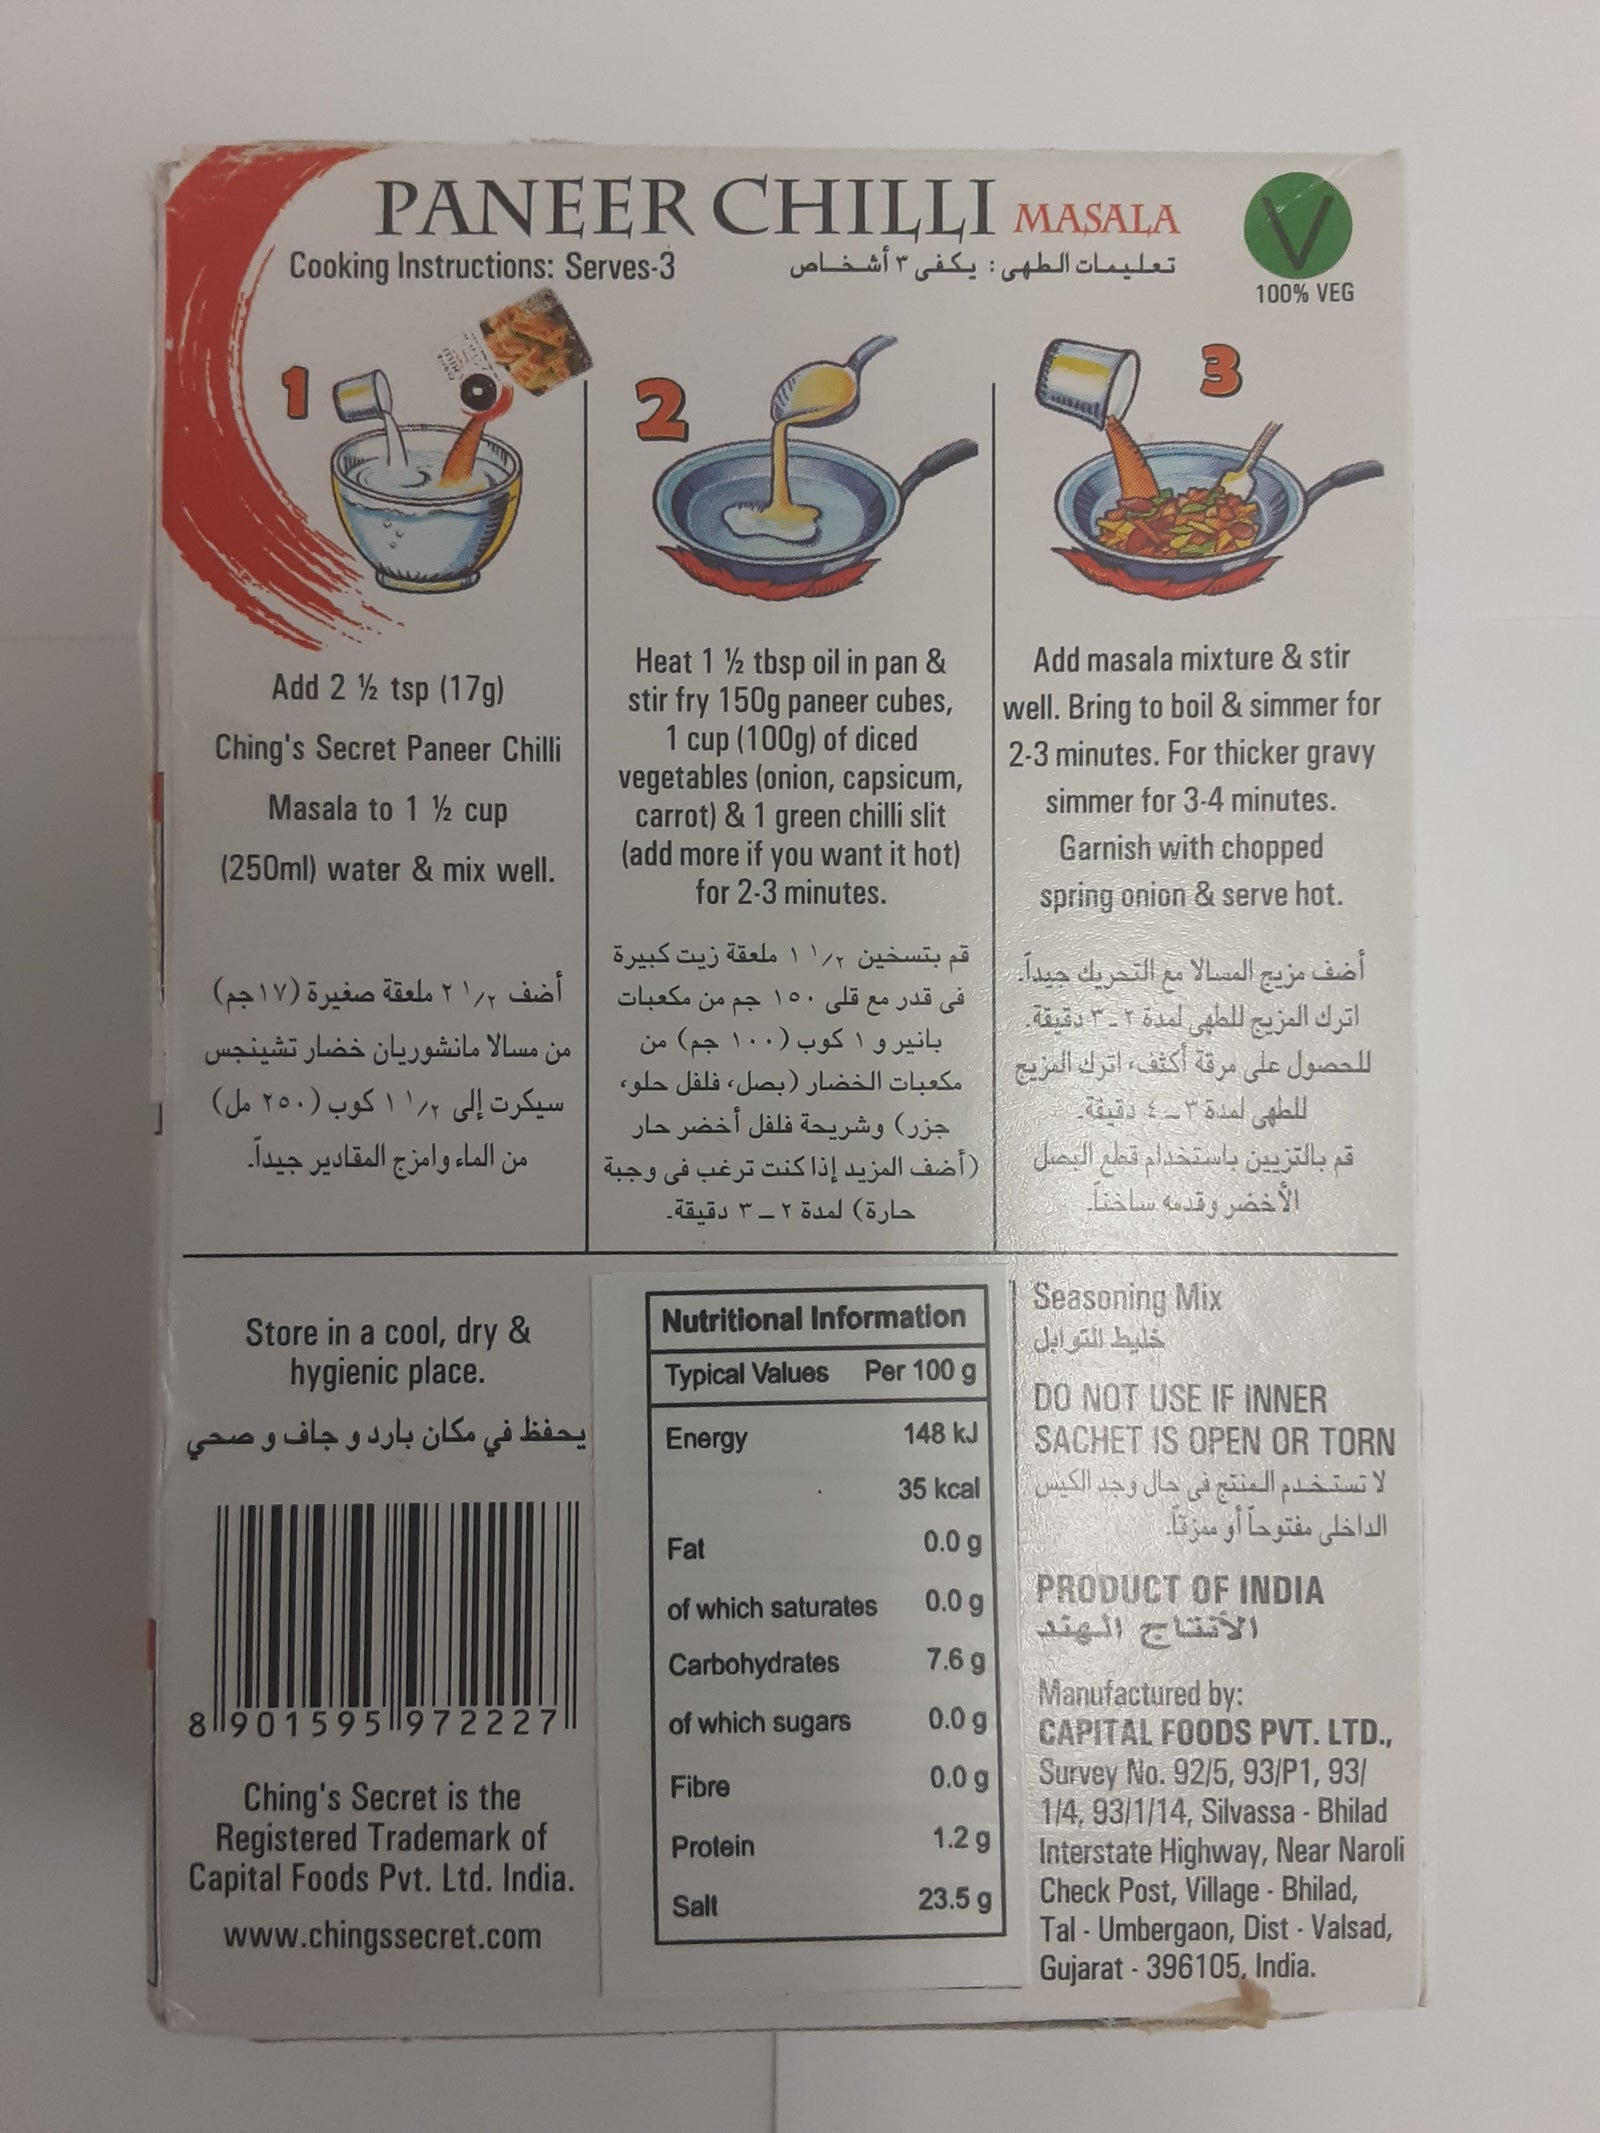 PANEER CHILLI MASALA
Cooking Instructions: Serves-3
تعليمات الطهى : يكفى ٣ أشخاص
V
100% VEG
1
Add 2 ½ tsp (17g)
Ching's Secret Paneer Chilli
Masala to 1 ½ cup
(250ml) water & mix well.
أضف ٢ ١/٢ ملعقة صغيرة (١٧جم)
من مسالا مانشوريان خضار تشينجس
سيكرت إلى ١ ١/٢ كوب (٢٥٠ مل)
من الماء وامزج المقادير جيداً.
2
Heat 1 ½ tbsp oil in pan &
stir fry 150g paneer cubes,
1 cup (100g) of diced
vegetables (onion, capsicum,
carrot) & 1 green chilli slit
(add more if you want it hot)
for 2-3 minutes.
قم بتسخين ١ ١/٢ ملعقة زيت كبيرة
فى قدر مع قلى ١٥٠ جم من مكعبات
بانير و ١ كوب (١٠٠ جم) من
مكعبات الخضار (بصل، فلفل حلو،
جزر) وشريحة فلفل أخضر حار
(أضف المزيد إذا كنت ترغب فى وجبة
حارة) لمدة ٢ – ٣ دقيقة.
3
Add masala mixture & stir
well. Bring to boil & simmer for
2-3 minutes. For thicker gravy
simmer for 3-4 minutes.
Garnish with chopped
spring onion & serve hot.
أضف مزيج المسالا مع التحريك جيداً.
اترك المزيج للطهى لمدة ٢ – ٣ دقيقة.
للحصول على مرقة أكثف، اترك المزيج
للطهى لمدة ٣ – ٤ دقيقة.
قم بالتزيين باستخدام قطع البصل
الأخضر وقدمه ساخناً.
Store in a cool, dry &
hygienic place.
يحفظ في مكان بارد و جاف و صحي
8 901595 972227
Ching's Secret is the
Registered Trademark of
Capital Foods Pvt. Ltd. India.
www.chingssecret.com
Nutritional Information
Typical Values Per 100 g
Energy 148 kJ
35 kcal
Fat 0.0 g
of which saturates 0.0 g
Carbohydrates 7.6 g
of which sugars 0.0 g
Fibre 0.0 g
Protein 1.2 g
Salt 23.5 g
Seasoning Mix
خليط التوابل
DO NOT USE IF INNER
SACHET IS OPEN OR TORN
لا تستخدم المنتج فى حال وجد الكيس
الداخلى مفتوحاً أو ممزقاً.
PRODUCT OF INDIA
الأنتاج الهند
Manufactured by:
CAPITAL FOODS PVT. LTD.,
Survey No. 92/5, 93/P1, 93/
1/4, 93/1/14, Silvassa - Bhilad
Interstate Highway, Near Naroli
Check Post, Village - Bhilad,
Tal - Umbergaon, Dist - Valsad,
Gujarat - 396105, India.